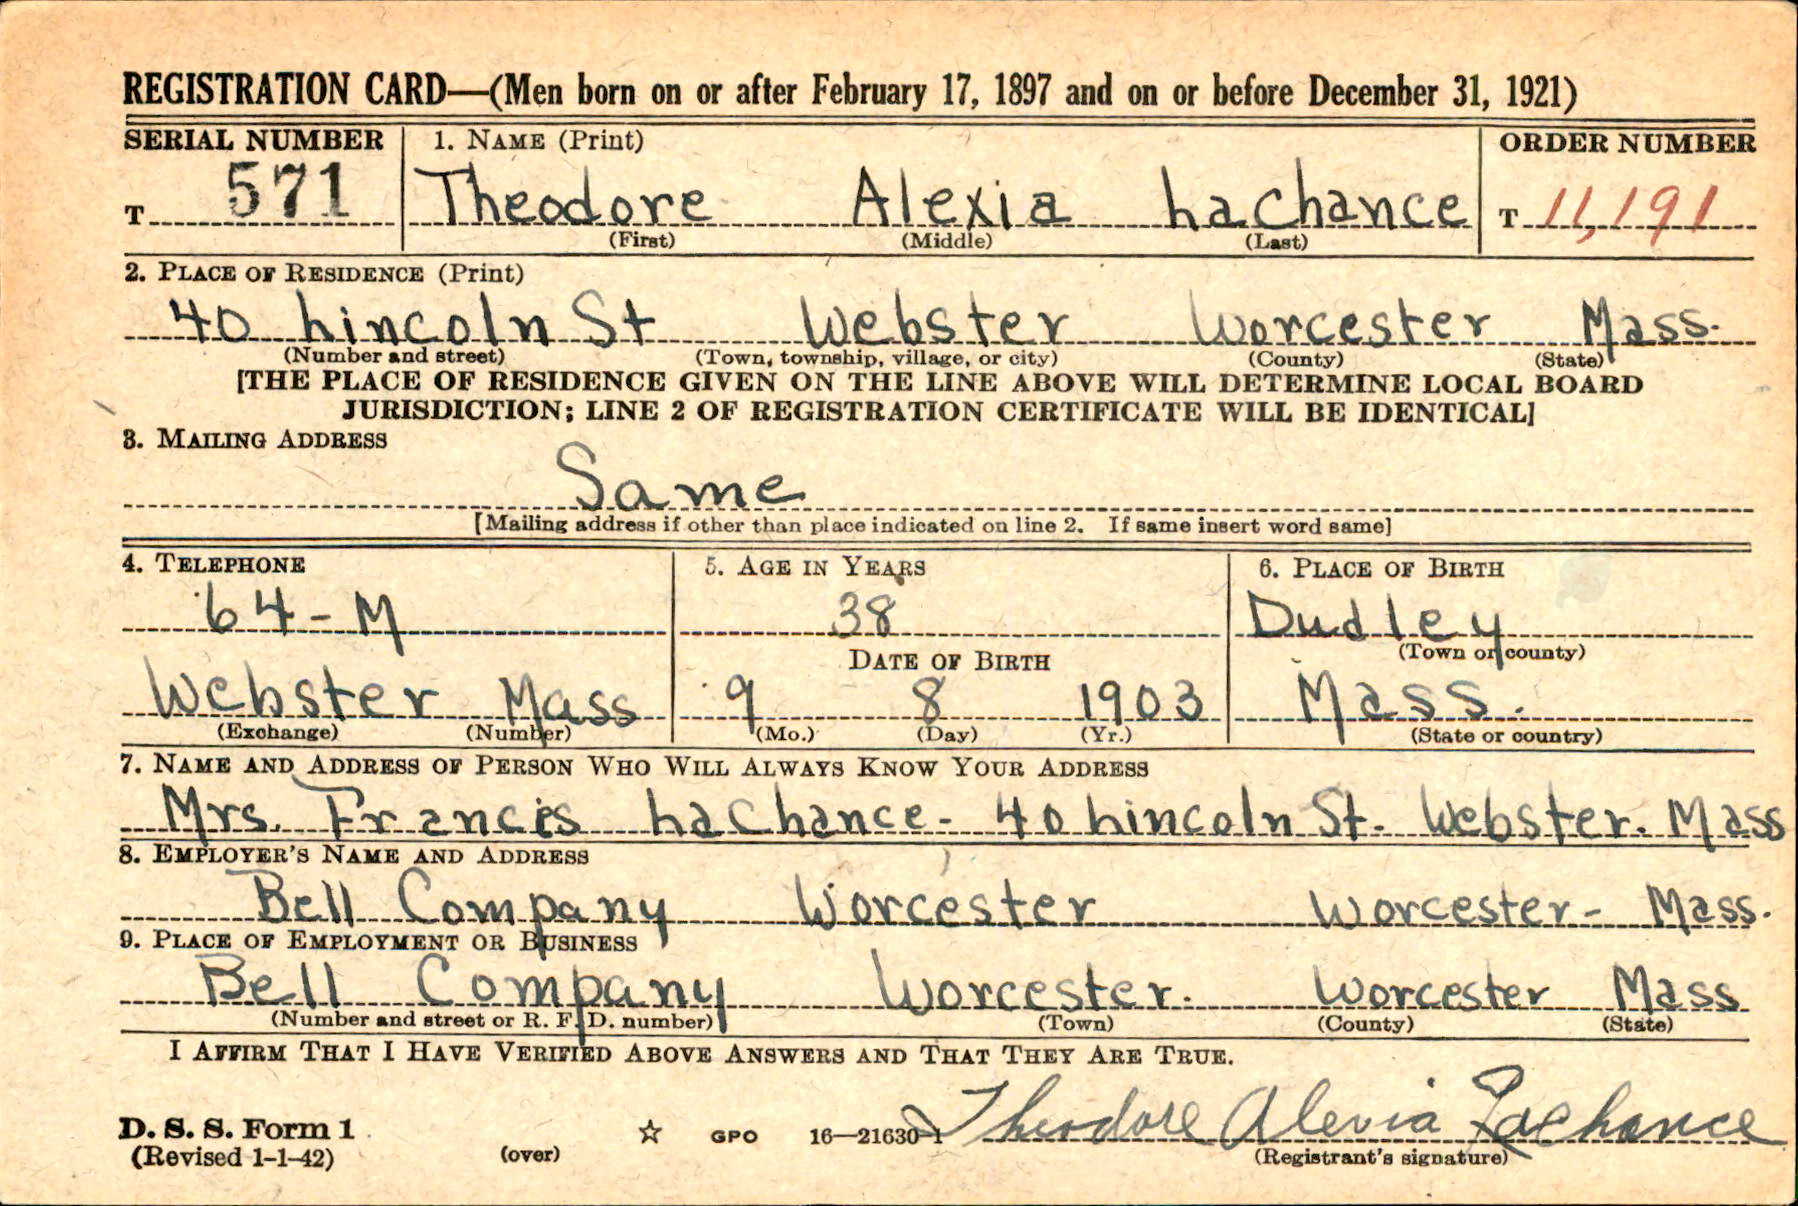 REGISTRATION CARD—(Men born on or after February 17, 1897 and on or before December 31, 1921)
SERIAL NUMBER 1. NAME (Print) ORDER NUMBER
T 571 Theodore Alexia LaChance T 11,191
(First) (Middle) (Last)
2. PLACE OF RESIDENCE (Print)
40 Lincoln St Webster Worcester Mass.
(Number and street) (Town, township, village, or city) (County) (State)
[THE PLACE OF RESIDENCE GIVEN ON THE LINE ABOVE WILL DETERMINE LOCAL BOARD
JURISDICTION; LINE 2 OF REGISTRATION CERTIFICATE WILL BE IDENTICAL]
3. MAILING ADDRESS
Same
[Mailing address if other than place indicated on line 2. If same insert word same]
4. TELEPHONE 5. AGE IN YEARS 6. PLACE OF BIRTH
64-M 38 Dudley
(Town or county)
DATE OF BIRTH
Webster Mass 9 8 1903 Mass.
(Exchange) (Number) (Mo.) (Day) (Yr.) (State or country)
7. NAME AND ADDRESS OF PERSON WHO WILL ALWAYS KNOW YOUR ADDRESS
Mrs. Francis LaChance - 40 Lincoln St. Webster. Mass
8. EMPLOYER'S NAME AND ADDRESS
Bell Company Worcester Worcester - Mass.
9. PLACE OF EMPLOYMENT OR BUSINESS
Bell Company Worcester. Worcester Mass
(Number and street or R. F. D. number) (Town) (County) (State)
I AFFIRM THAT I HAVE VERIFIED ABOVE ANSWERS AND THAT THEY ARE TRUE.
D. S. S. Form 1 GPO 16—21630-1 Theodore Alexia LaChance
(Revised 1-1-42) (over) (Registrant's signature)